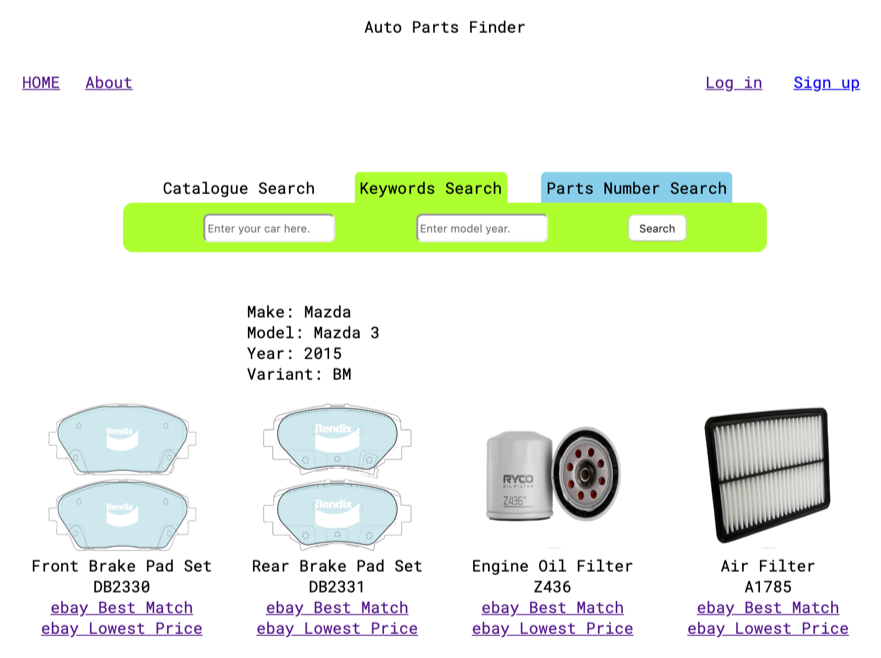 Auto Parts Finder
HOME About Log in Sign up
Catalogue Search Keywords Search Parts Number Search
Enter your car here. Enter model year. Search
Make: Mazda
Model: Mazda 3
Year: 2015
Variant: BM
Bendix Bendix
RYCO
OIL FILTER
Z436
Bendix Bendix
Front Brake Pad Set Rear Brake Pad Set Engine Oil Filter Air Filter
DB2330 DB2331 Z436 A1785
ebay Best Match ebay Best Match ebay Best Match ebay Best Match
ebay Lowest Price ebay Lowest Price ebay Lowest Price ebay Lowest Price